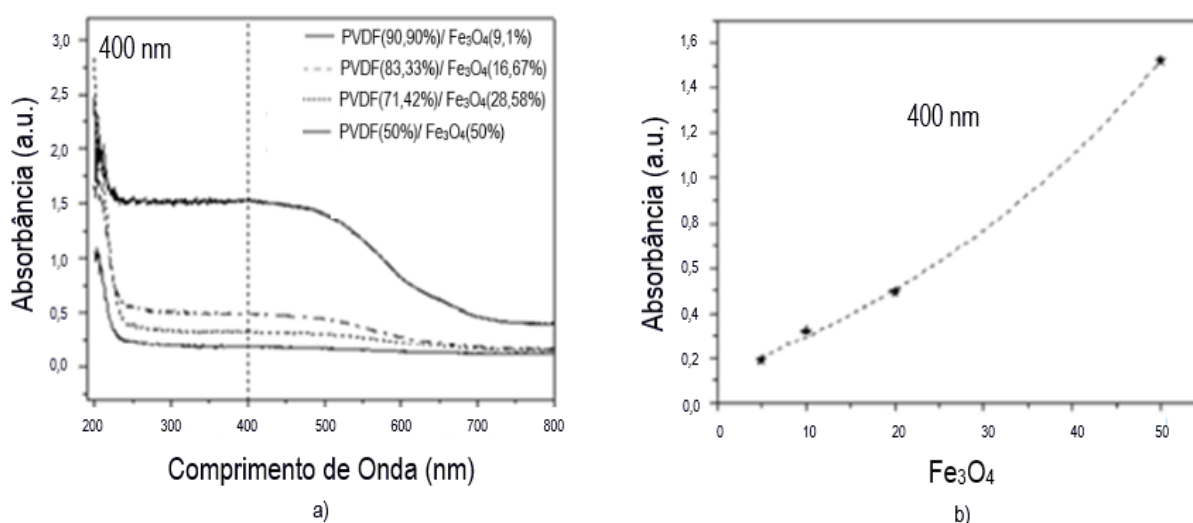 400 nm
PVDF(90,90%)/ Fe₃O₄(9,1%)
PVDF(83,33%)/ Fe₃O₄(16,67%)
PVDF(71,42%)/ Fe₃O₄(28,58%)
PVDF(50%)/ Fe₃O₄(50%)
Absorbância (a.u.)
3,0
2,5
2,0
1,5
1,0
0,5
0,0
200 300 400 500 600 700 800
Comprimento de Onda (nm)
a)
400 nm
Absorbância (a.u.)
1,6
1,4
1,2
1,0
0,8
0,5
0,4
0,2
0,0
0 10 20 30 40 50
Fe₃O₄
b)